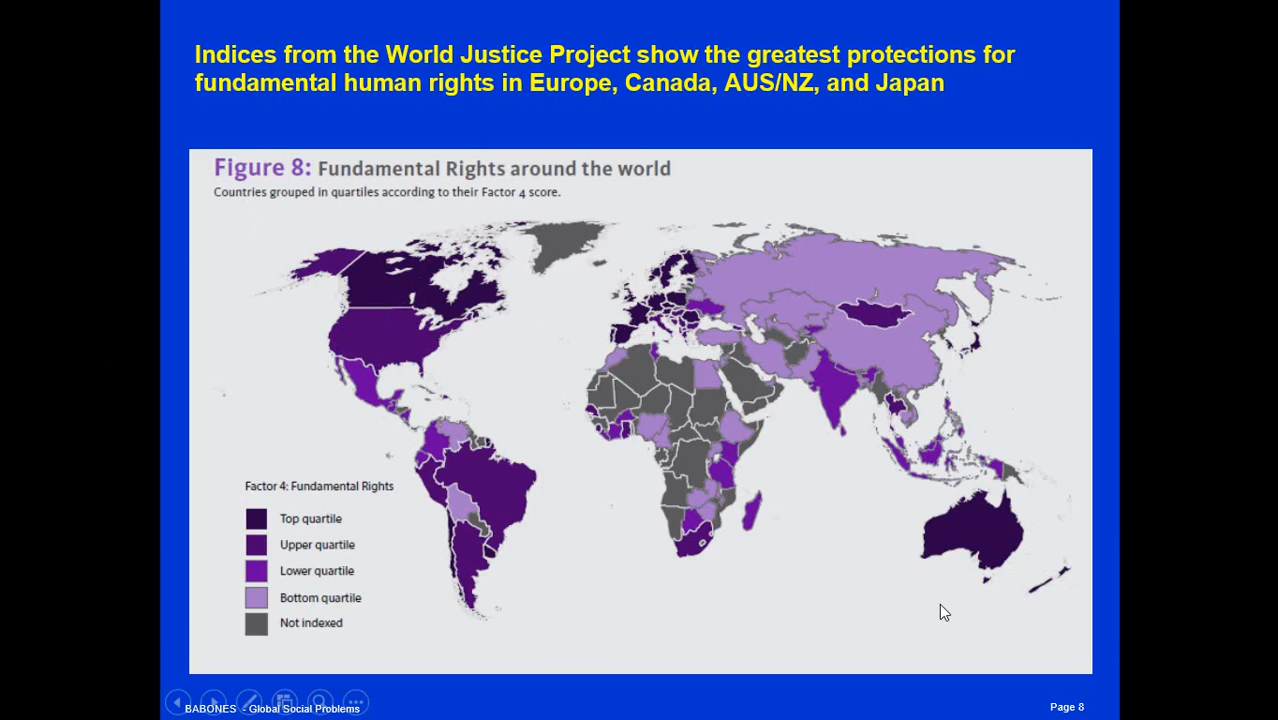 Indices from the World Justice Project show the greatest protections for
fundamental human rights in Europe, Canada, AUS/NZ, and Japan
Figure 8: Fundamental Rights around the world
Countries grouped in quartiles according to their Factor 4 score.
Factor 4: Fundamental Rights
Top quartile
Upper quartile
Lower quartile
Bottom quartile
Not indexed
BABONES - Global Social Problems
Page 8